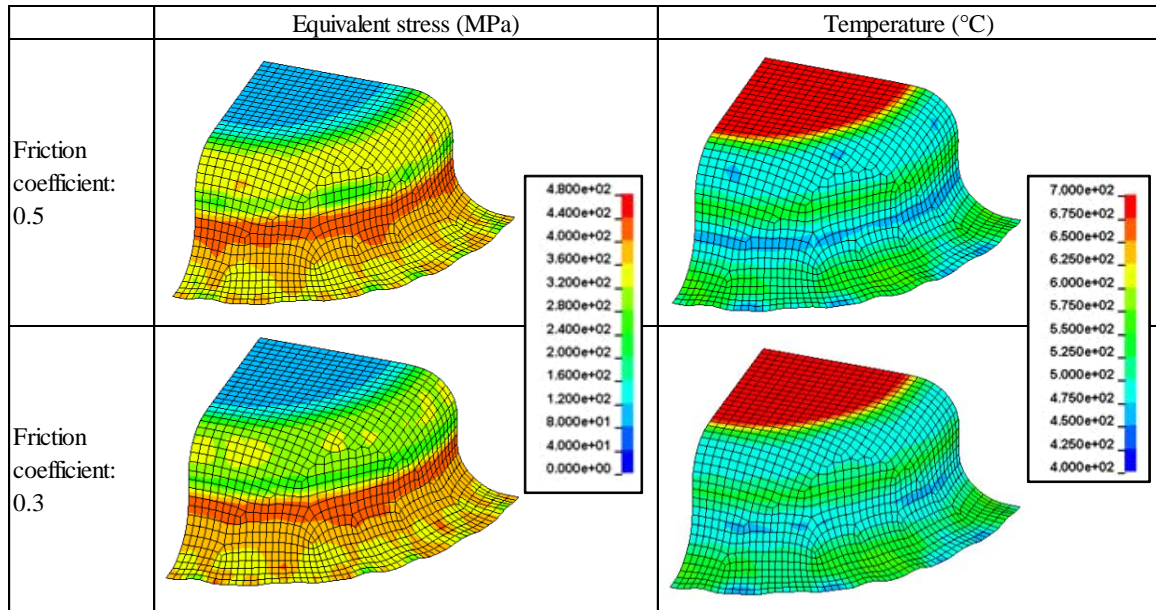 Equivalent stress (MPa)
Temperature (°C)
Friction
coefficient:
0.5
4.800e+02
4.400e+02
4.000e+02
3.600e+02
3.200e+02
2.800e+02
2.400e+02
2.000e+02
1.600e+02
1.200e+02
8.000e+01
4.000e+01
0.000e+00
7.000e+02
6.750e+02
6.500e+02
6.250e+02
6.000e+02
5.750e+02
5.500e+02
5.250e+02
5.000e+02
4.750e+02
4.500e+02
4.250e+02
4.000e+02
Friction
coefficient:
0.3